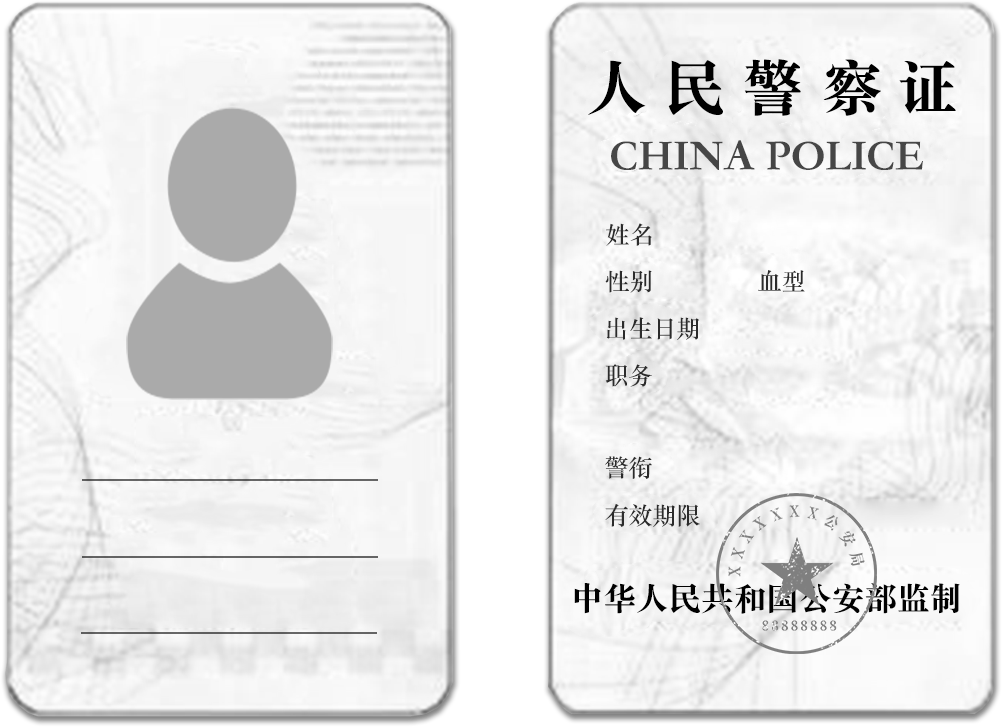 人民警察证
CHINA POLICE
姓名
性别 血型
出生日期
职务
警衔
有效期限
XXXXXXX公安局
中华人民共和国公安部监制